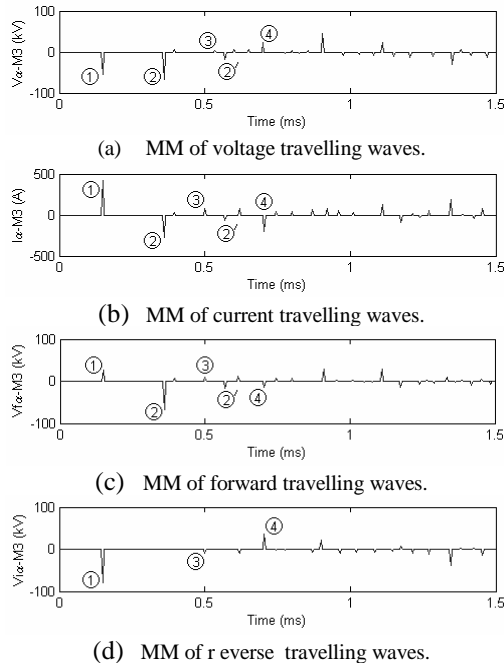 100
Vα-M3 (kV)
0
-100
① ② ③ ② ④
0 0.5 1 1.5
Time (ms)
(a) MM of voltage travelling waves.
500
Iα-M3 (A)
0
-500
① ② ③ ② ④
0 0.5 1 1.5
Time (ms)
(b) MM of current travelling waves.
100
Vfα-M3 (kV)
0
-100
① ② ③ ② ④
0 0.5 1 1.5
Time (ms)
(c) MM of forward travelling waves.
100
Viα-M3 (kV)
0
-100
① ③ ④
0 0.5 1 1.5
Time (ms)
(d) MM of r everse travelling waves.